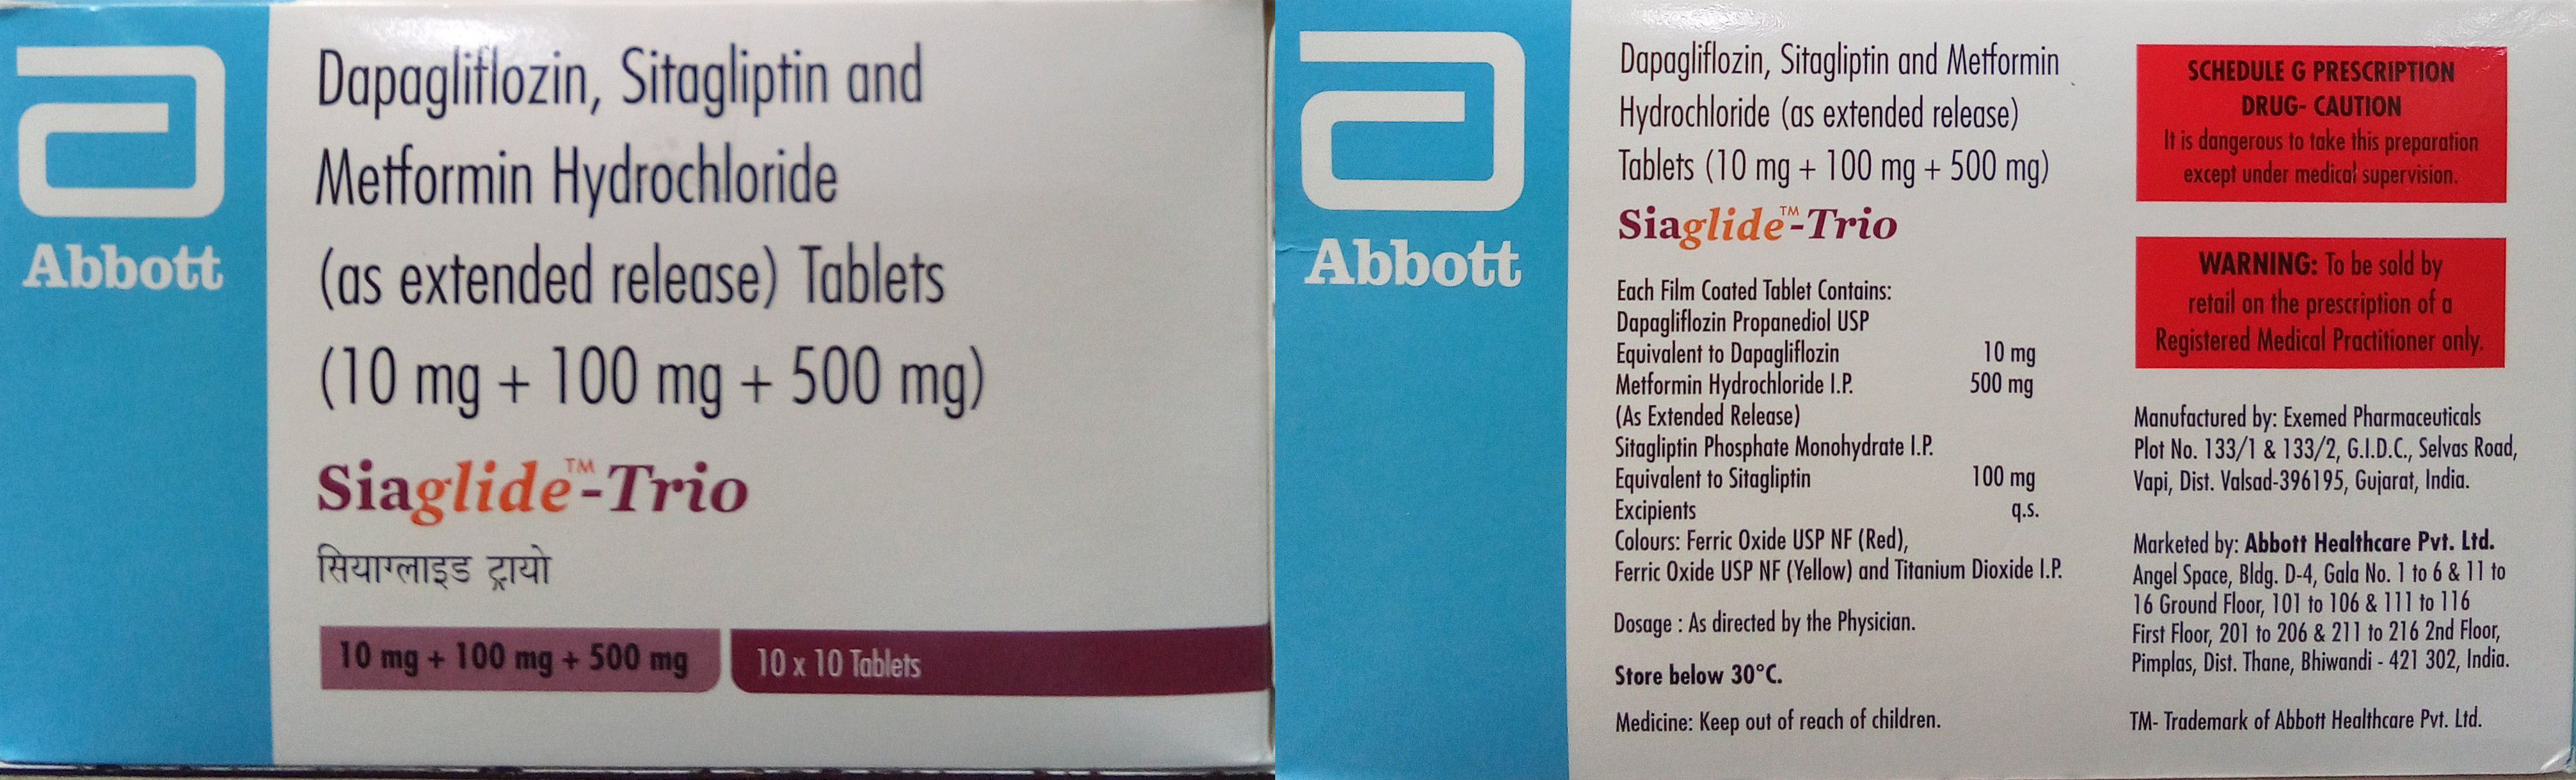 Abbott
Dapagliflozin, Sitagliptin and
Metformin Hydrochloride
(as extended release) Tablets
(10 mg + 100 mg + 500 mg)
Siaglide™-Trio
सियाग्लाइड ट्रायो
10 mg + 100 mg + 500 mg
10 x 10 Tablets
Abbott
Dapagliflozin, Sitagliptin and Metformin
Hydrochloride (as extended release)
Tablets (10 mg + 100 mg + 500 mg)
Siaglide™-Trio
Each Film Coated Tablet Contains:
Dapagliflozin Propanediol USP
Equivalent to Dapagliflozin 10 mg
Metformin Hydrochloride I.P. 500 mg
(As Extended Release)
Sitagliptin Phosphate Monohydrate I.P.
Equivalent to Sitagliptin 100 mg
Excipients q.s.
Colours: Ferric Oxide USP NF (Red),
Ferric Oxide USP NF (Yellow) and Titanium Dioxide I.P.
Dosage : As directed by the Physician.
Store below 30°C.
Medicine: Keep out of reach of children.
SCHEDULE G PRESCRIPTION
DRUG- CAUTION
It is dangerous to take this preparation
except under medical supervision.
WARNING: To be sold by
retail on the prescription of a
Registered Medical Practitioner only.
Manufactured by: Exemed Pharmaceuticals
Plot No. 133/1 & 133/2, G.I.D.C., Selvas Road,
Vapi, Dist. Valsad-396195, Gujarat, India.
Marketed by: Abbott Healthcare Pvt. Ltd.
Angel Space, Bldg. D-4, Gala No. 1 to 6 & 11 to
16 Ground Floor, 101 to 106 & 111 to 116
First Floor, 201 to 206 & 211 to 216 2nd Floor,
Pimplas, Dist. Thane, Bhiwandi - 421 302, India.
TM- Trademark of Abbott Healthcare Pvt. Ltd.